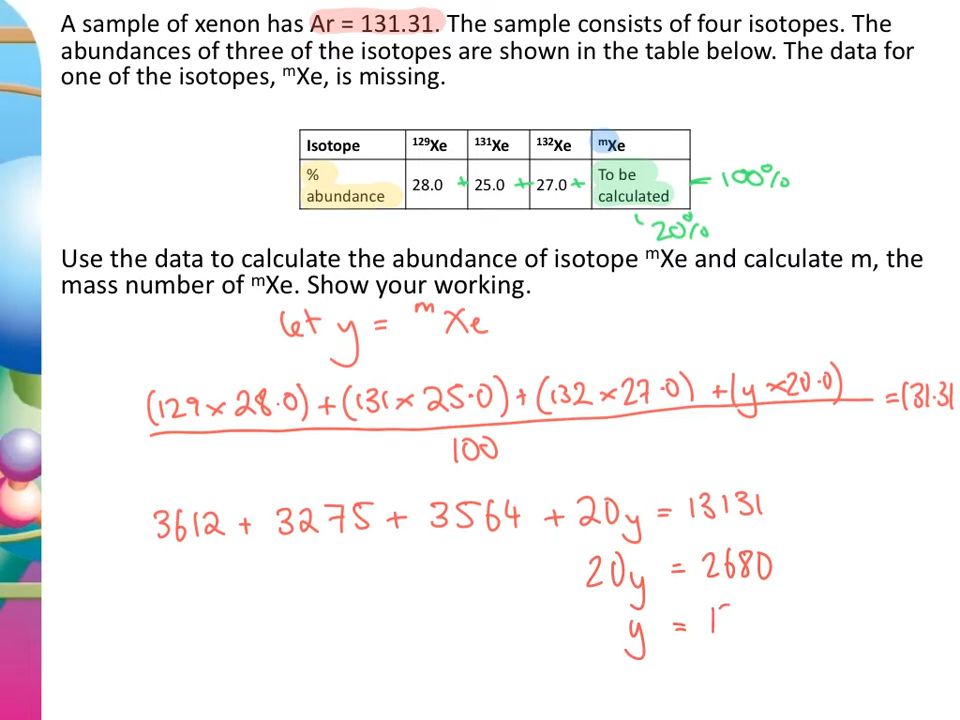 A sample of xenon has Ar = 131.31. The sample consists of four isotopes. The
abundances of three of the isotopes are shown in the table below. The data for
one of the isotopes, ᵐXe, is missing.
Isotope ¹²⁹Xe ¹³¹Xe ¹³²Xe ᵐXe
% abundance 28.0 + 25.0 + 27.0 + To be calculated = 100%
20%
Use the data to calculate the abundance of isotope ᵐXe and calculate m, the
mass number of ᵐXe. Show your working.
let y = ᵐXe
(129 x 28.0) + (131 x 25.0) + (132 x 27.0) + (y x 20.0) = 131.31
100
3612 + 3275 + 3564 + 20y = 13131
20y = 2680
y = 1